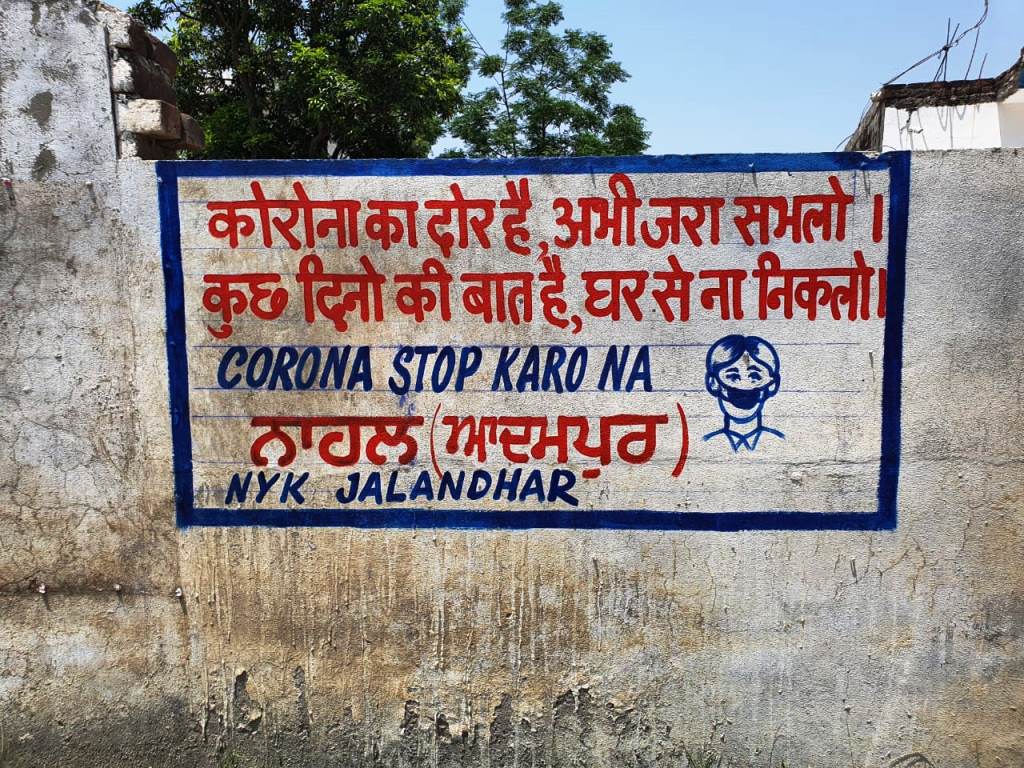 कोरोना का दोर है, अभी जरा सभलो ।
कुछ दिनो की बात है, घर से ना निकलो।
CORONA STOP KARO NA
ਨਾਹਲ (ਆਦਮਪੁਰ)
NYK JALANDHAR